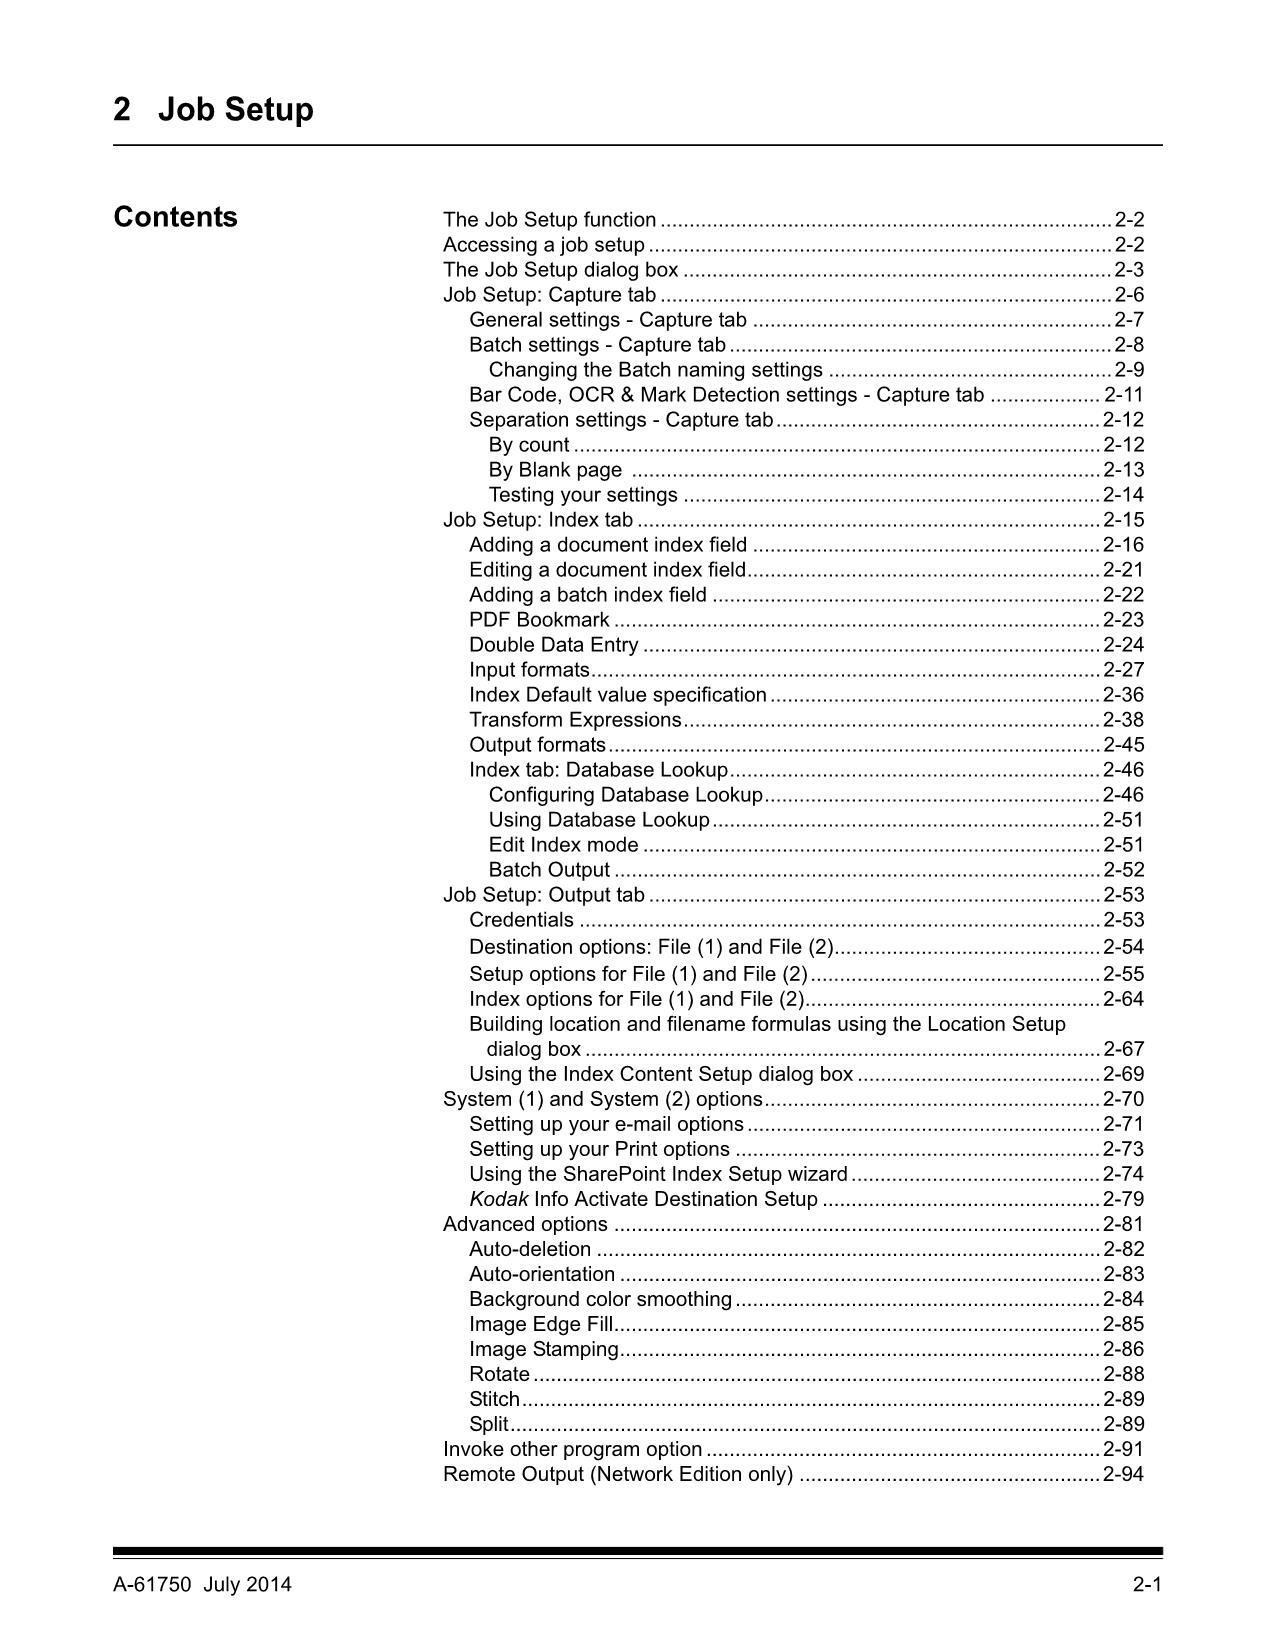 2 Job Setup
Contents
The Job Setup function .............................................................................. 2-2
Accessing a job setup ................................................................................ 2-2
The Job Setup dialog box .......................................................................... 2-3
Job Setup: Capture tab .............................................................................. 2-6
General settings - Capture tab .............................................................. 2-7
Batch settings - Capture tab .................................................................. 2-8
Changing the Batch naming settings ................................................. 2-9
Bar Code, OCR & Mark Detection settings - Capture tab ................... 2-11
Separation settings - Capture tab ........................................................ 2-12
By count ........................................................................................... 2-12
By Blank page ................................................................................. 2-13
Testing your settings ........................................................................ 2-14
Job Setup: Index tab ................................................................................ 2-15
Adding a document index field ............................................................ 2-16
Editing a document index field............................................................. 2-21
Adding a batch index field ................................................................... 2-22
PDF Bookmark .................................................................................... 2-23
Double Data Entry ............................................................................... 2-24
Input formats........................................................................................ 2-27
Index Default value specification ......................................................... 2-36
Transform Expressions........................................................................ 2-38
Output formats..................................................................................... 2-45
Index tab: Database Lookup................................................................ 2-46
Configuring Database Lookup.......................................................... 2-46
Using Database Lookup ................................................................... 2-51
Edit Index mode ............................................................................... 2-51
Batch Output .................................................................................... 2-52
Job Setup: Output tab .............................................................................. 2-53
Credentials .......................................................................................... 2-53
Destination options: File (1) and File (2).............................................. 2-54
Setup options for File (1) and File (2) .................................................. 2-55
Index options for File (1) and File (2)................................................... 2-64
Building location and filename formulas using the Location Setup
dialog box ......................................................................................... 2-67
Using the Index Content Setup dialog box .......................................... 2-69
System (1) and System (2) options.......................................................... 2-70
Setting up your e-mail options ............................................................. 2-71
Setting up your Print options ............................................................... 2-73
Using the SharePoint Index Setup wizard ........................................... 2-74
Kodak Info Activate Destination Setup ................................................ 2-79
Advanced options .................................................................................... 2-81
Auto-deletion ....................................................................................... 2-82
Auto-orientation ................................................................................... 2-83
Background color smoothing ............................................................... 2-84
Image Edge Fill.................................................................................... 2-85
Image Stamping................................................................................... 2-86
Rotate .................................................................................................. 2-88
Stitch.................................................................................................... 2-89
Split...................................................................................................... 2-89
Invoke other program option .................................................................... 2-91
Remote Output (Network Edition only) .................................................... 2-94
A-61750 July 2014 2-1